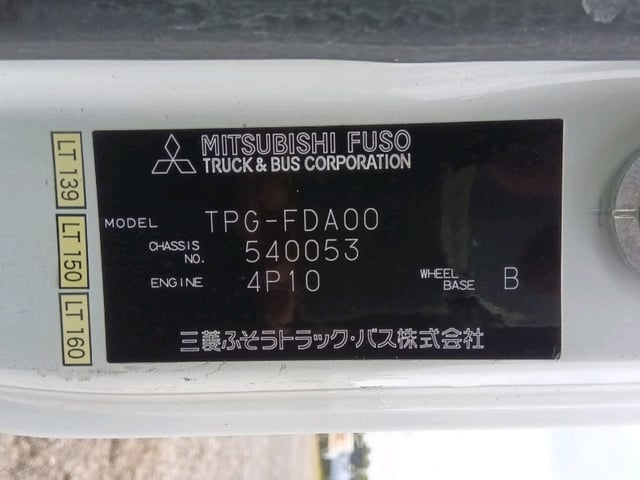 MITSUBISHI FUSO
TRUCK & BUS CORPORATION
MODEL TPG-FDA00
CHASSIS NO. 540053
ENGINE 4P10 WHEEL BASE B
三菱ふそうトラック・バス株式会社
LT 139
LT 150
LT 160